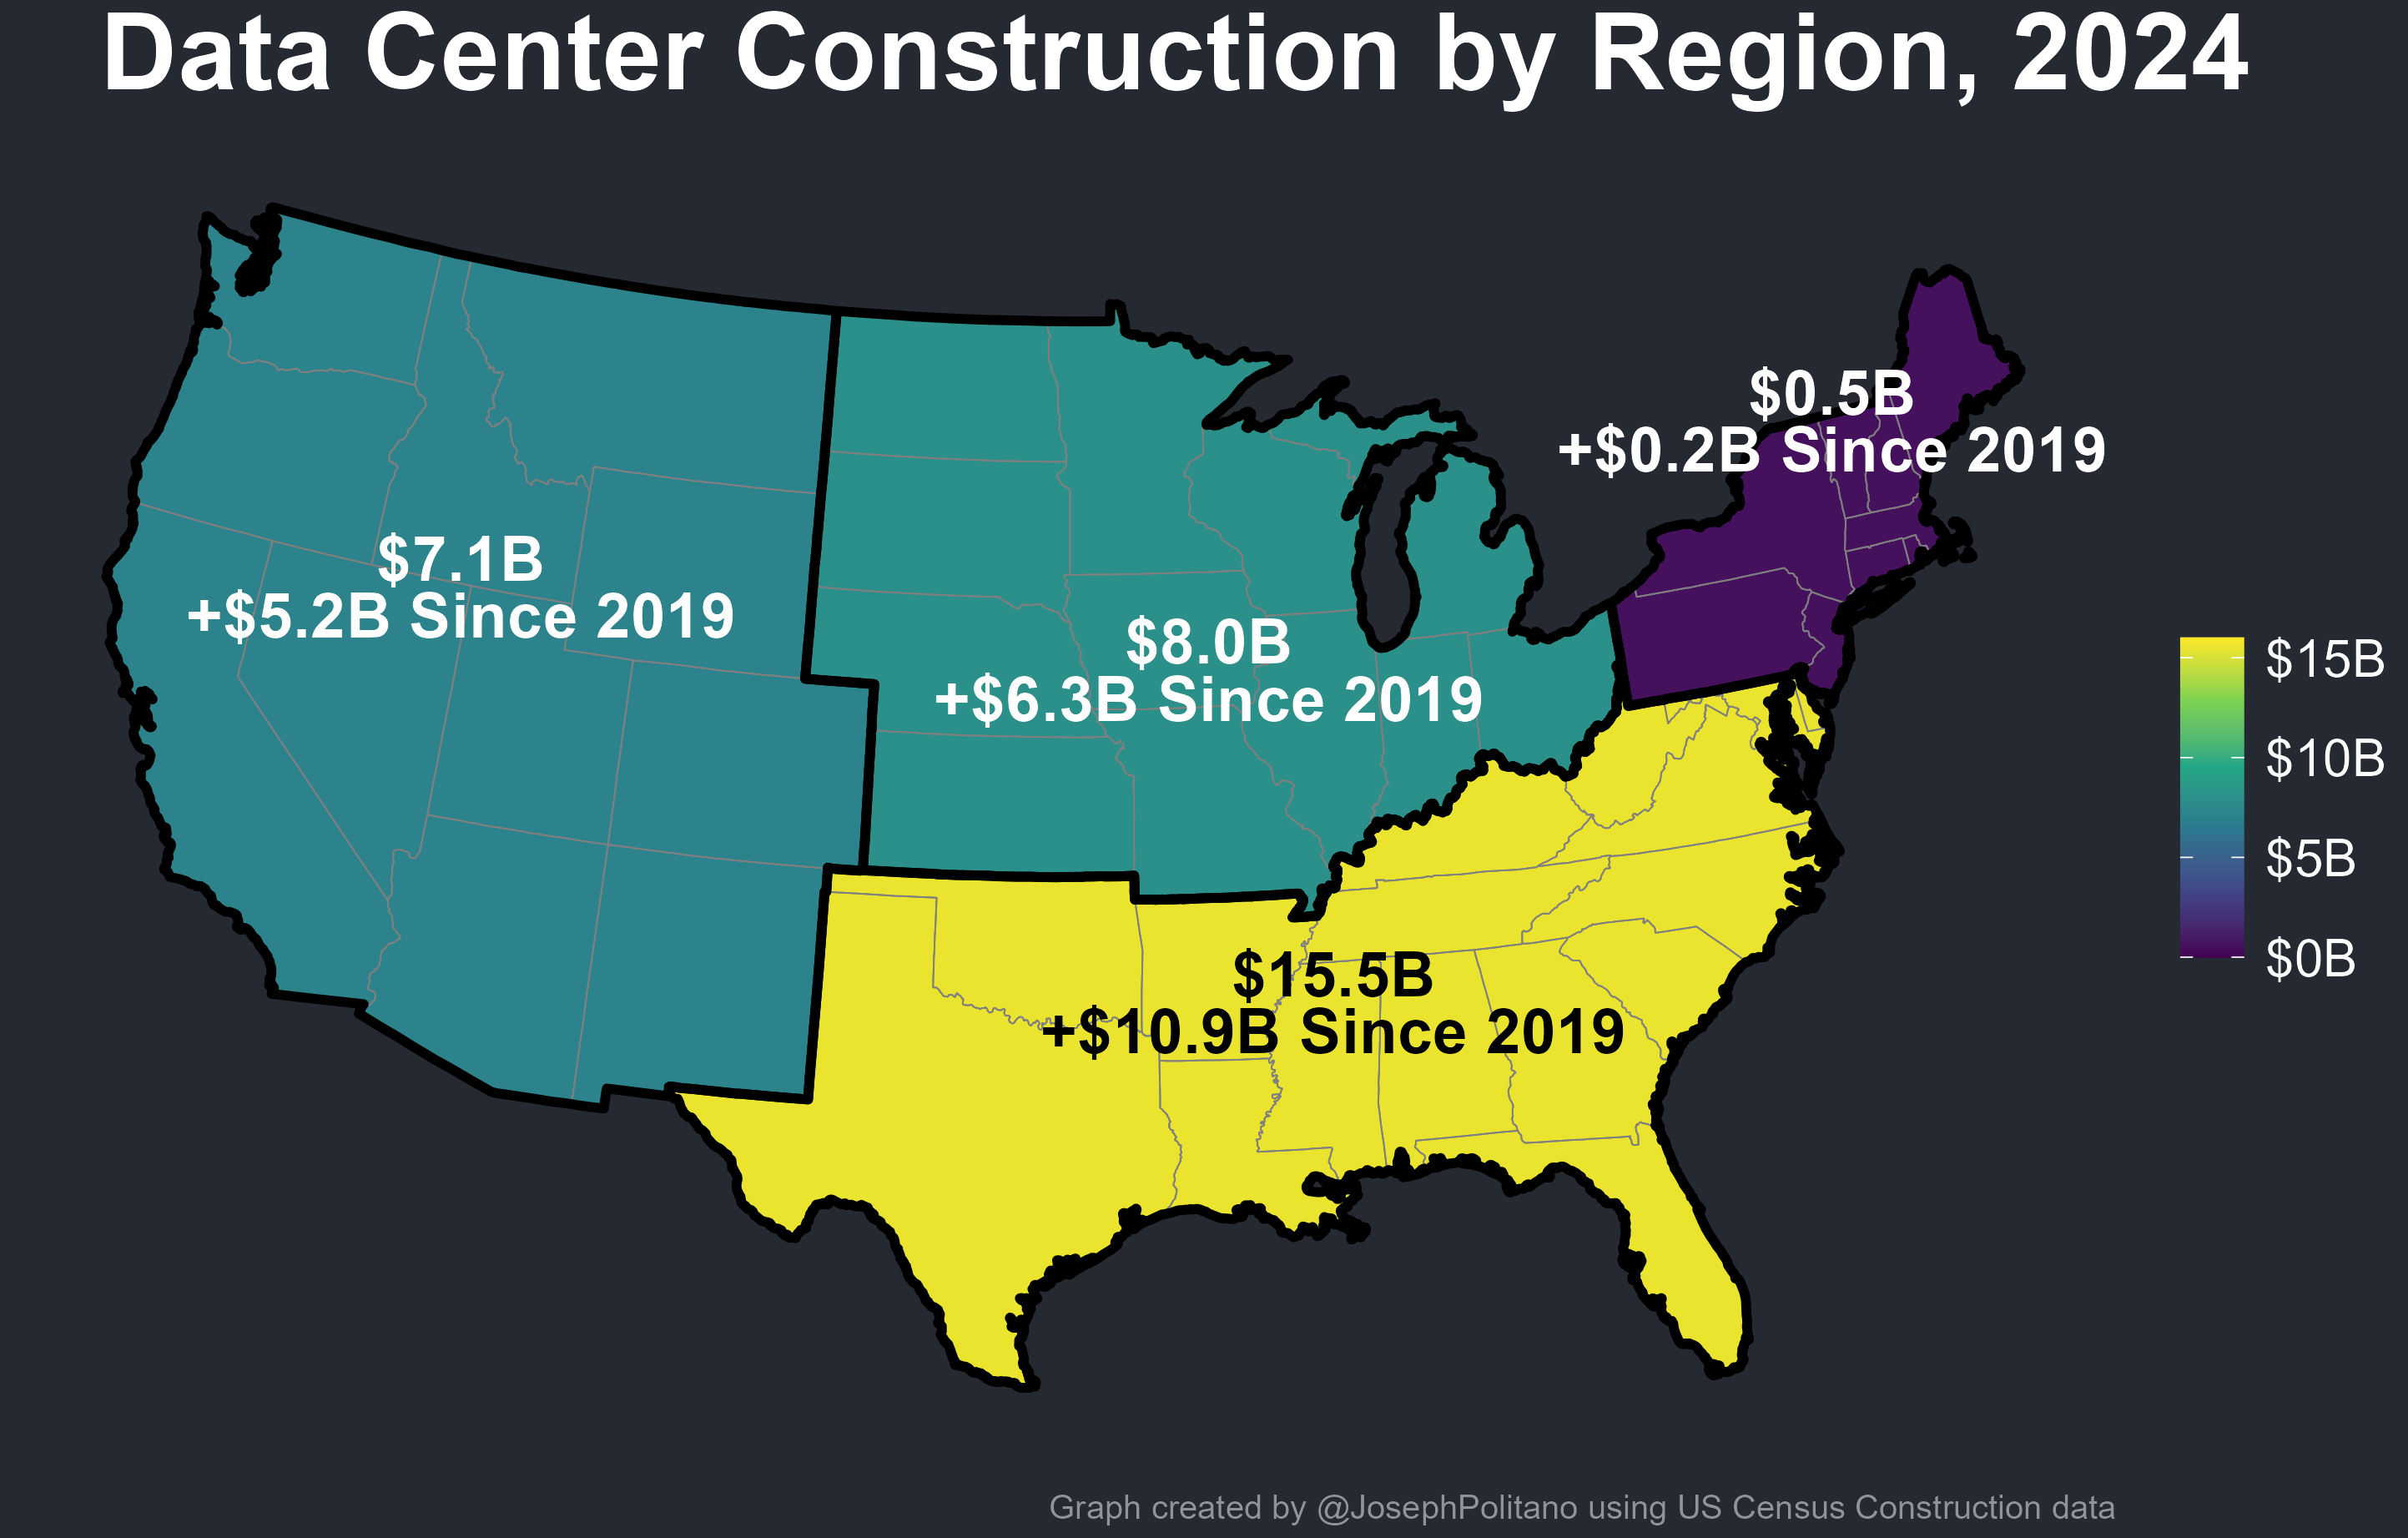 Data Center Construction by Region, 2024
$0.5B
+$0.2B Since 2019
$7.1B
+$5.2B Since 2019
$8.0B
+$6.3B Since 2019
$15.5B
+$10.9B Since 2019
$15B
$10B
$5B
$0B
Graph created by @JosephPolitano using US Census Construction data